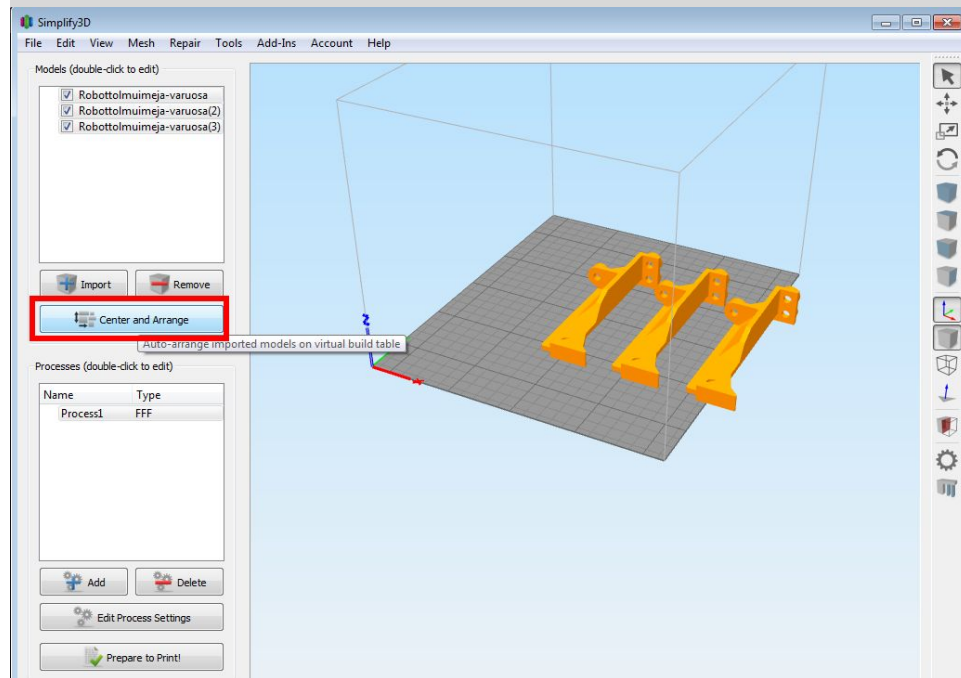 Simplify3D
File Edit View Mesh Repair Tools Add-Ins Account Help
Models (double-click to edit)
Robottolmuimeja-varuosa
Robottolmuimeja-varuosa(2)
Robottolmuimeja-varuosa(3)
Import Remove
Center and Arrange
Auto-arrange imported models on virtual build table
Processes (double-click to edit)
Name Type
Process1 FFF
Add Delete
Edit Process Settings
Prepare to Print!
z